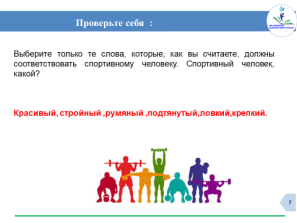 Проверьте себя :
Выберите только те слова, которые, как вы считаете, должны
соответствовать спортивному человеку. Спортивный человек,
какой?
Красивый, стройный ,румяный ,подтянутый,ловкий,крепкий.
7